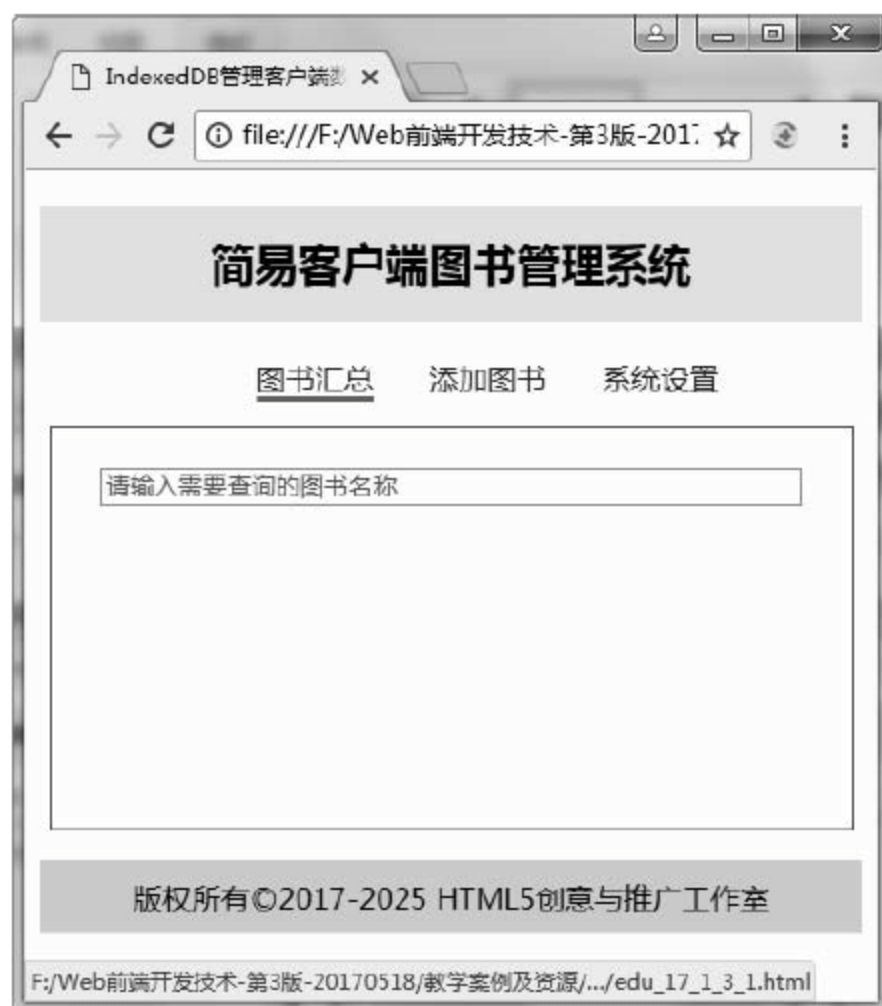 IndexedDB管理客户端
file:///F:/Web前端开发技术-第3版-201
简易客户端图书管理系统
图书汇总 添加图书 系统设置
请输入需要查询的图书名称
版权所有©2017-2025 HTML5创意与推广工作室
F:/Web前端开发技术-第3版-20170518/教学案例及资源/.../edu_17_1_3_1.html